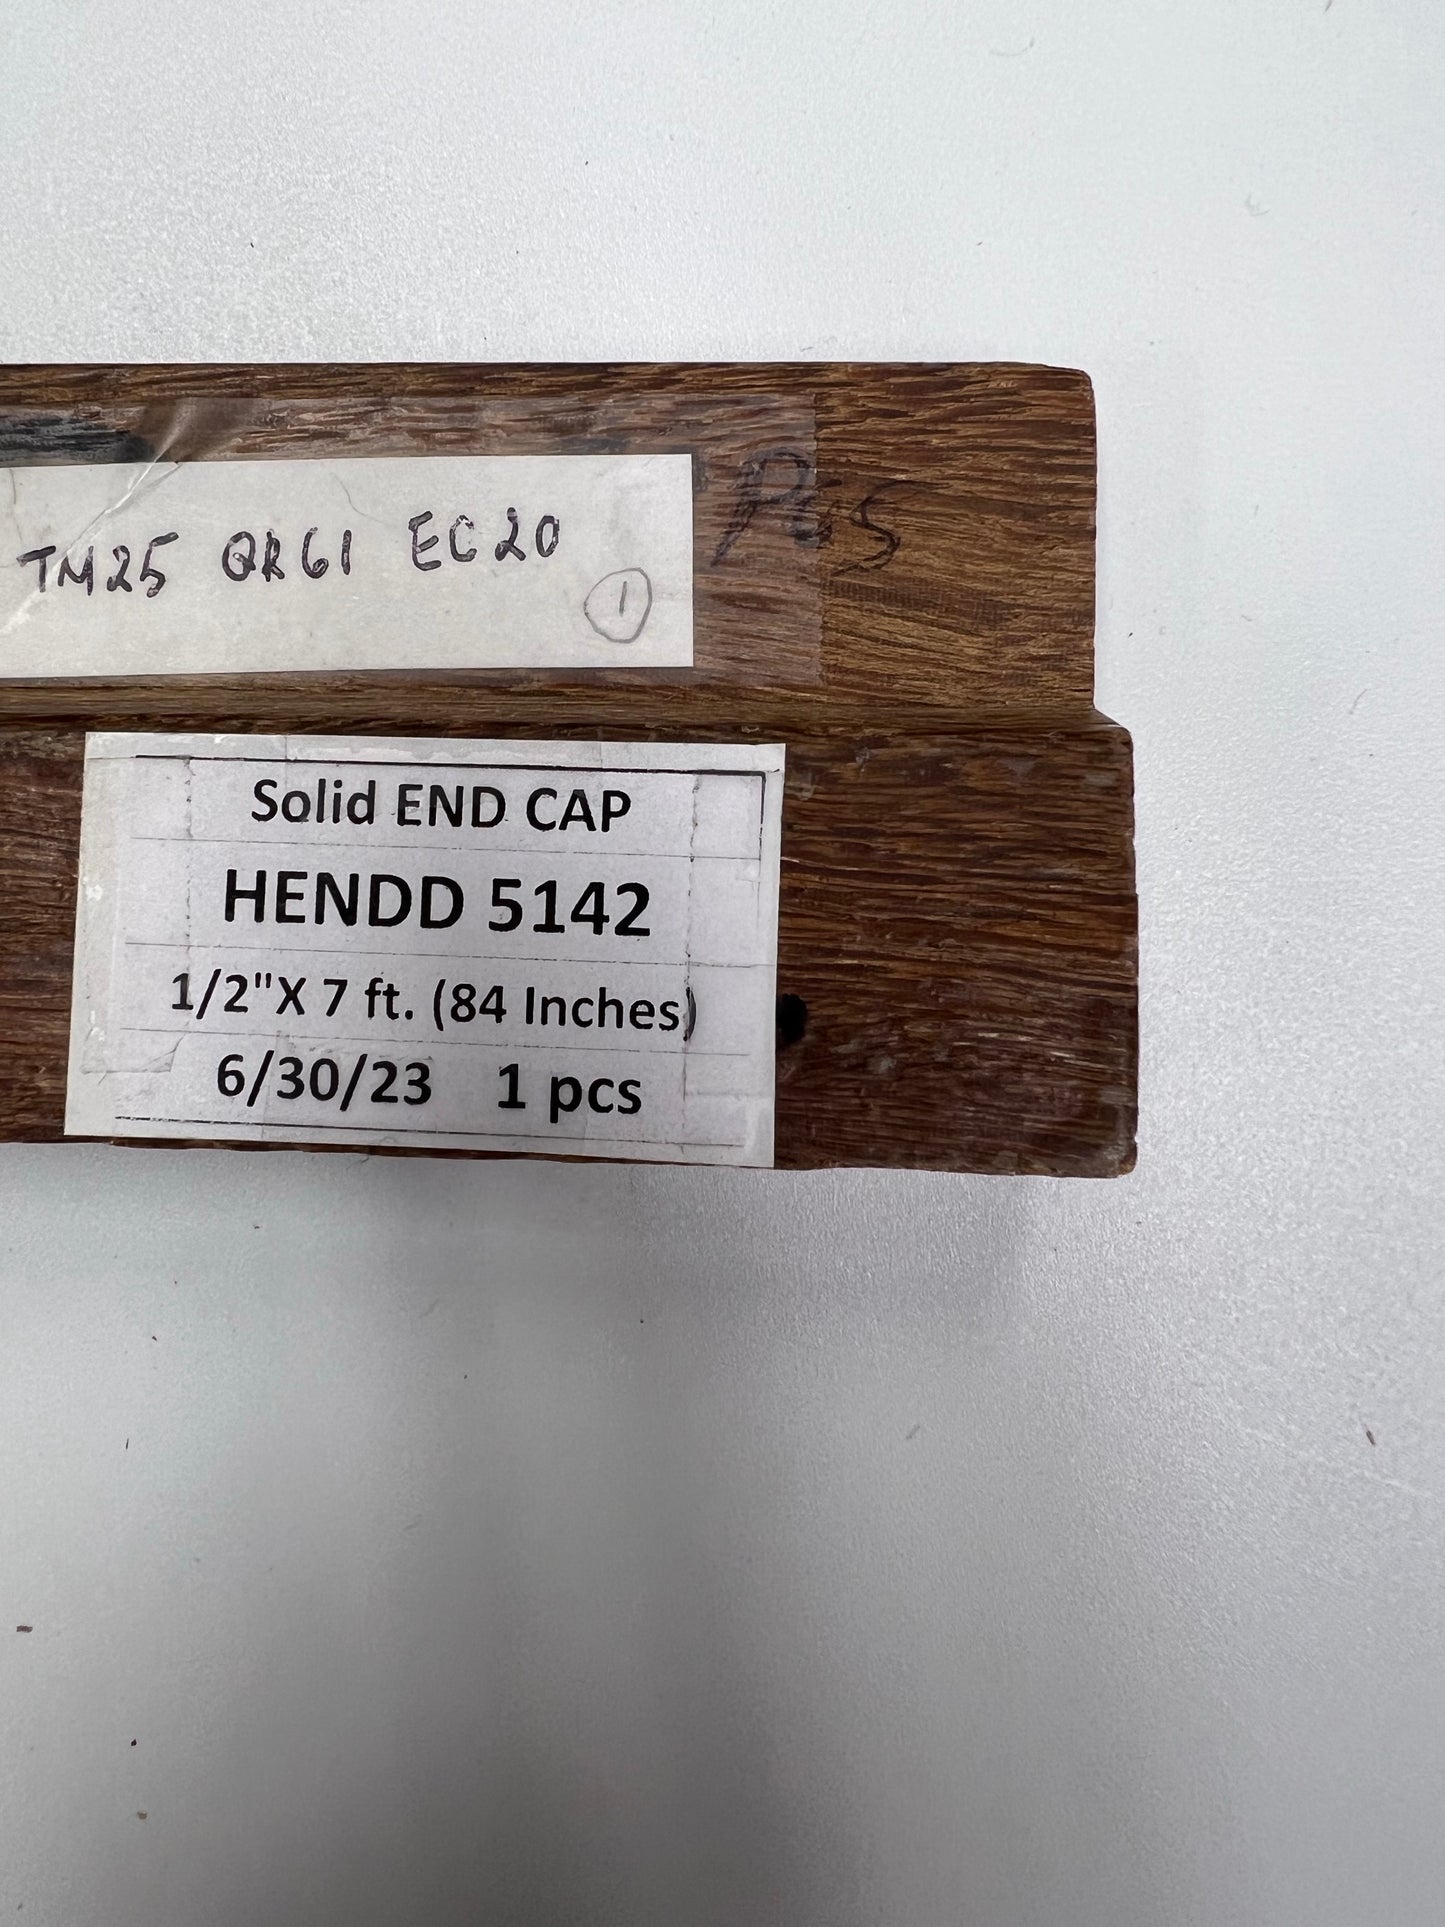 TM25 QR61 EC20
1
Solid END CAP
HENDD 5142
1/2"X 7 ft. (84 Inches)
6/30/23 1 pcs